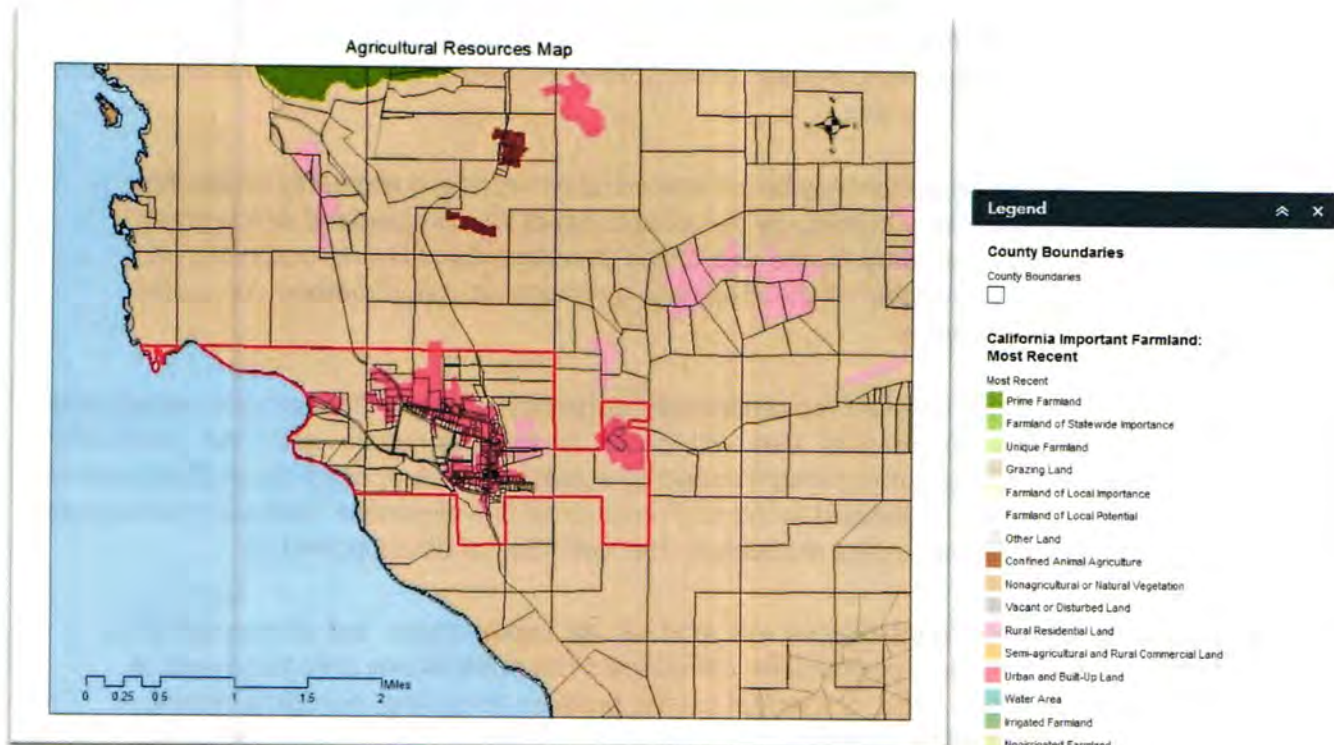 Agricultural Resources Map
0 0.25 0.5 1 1.5 2 Miles
Legend
County Boundaries
County Boundaries
California Important Farmland:
Most Recent
Most Recent
Prime Farmland
Farmland of Statewide Importance
Unique Farmland
Grazing Land
Farmland of Local Importance
Farmland of Local Potential
Other Land
Confined Animal Agriculture
Nonagricultural or Natural Vegetation
Vacant or Disturbed Land
Rural Residential Land
Semi-agricultural and Rural Commercial Land
Urban and Built-Up Land
Water Area
Irrigated Farmland
Nonirrigated Farmland